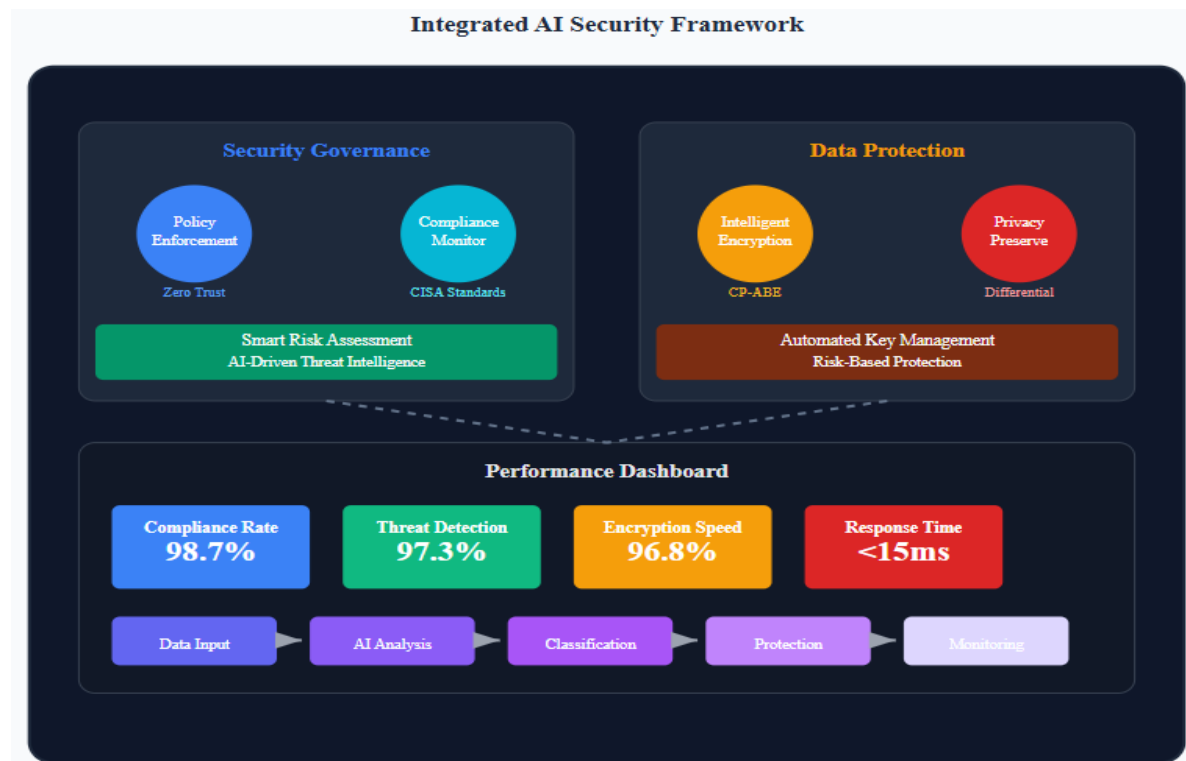 Integrated AI Security Framework
Security Governance
Policy
Enforcement
Zero Trust
Compliance
Monitor
CISA Standards
Smart Risk Assessment
AI-Driven Threat Intelligence
Data Protection
Intelligent
Encryption
CP-ABE
Privacy
Preserve
Differential
Automated Key Management
Risk-Based Protection
Performance Dashboard
Compliance Rate
98.7%
Threat Detection
97.3%
Encryption Speed
96.8%
Response Time
<15ms
Data Input
AI Analysis
Classification
Protection
Monitoring